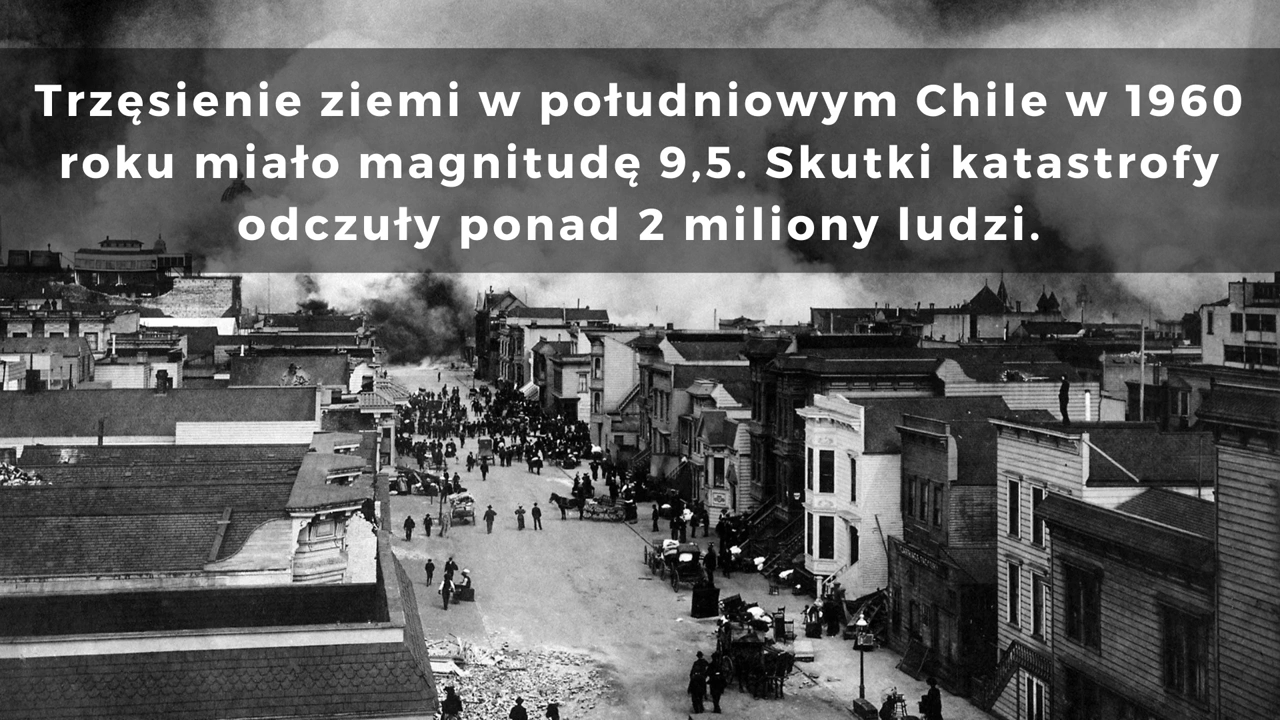 Trzęsienie ziemi w południowym Chile w 1960
roku miało magnitudę 9,5. Skutki katastrofy
odczuły ponad 2 miliony ludzi.